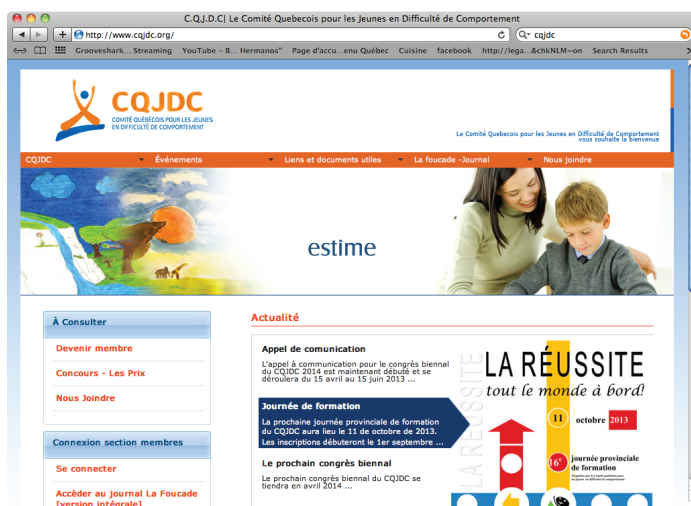 C.Q.J.D.C| Le Comité Quebecois pour les Jeunes en Difficulté de Comportement
http://www.cqjdc.org/
cqjdc
Grooveshark... Streaming YouTube – B... Hermanos" Page d'accu...enu Québec Cuisine facebook http://lega...&chkNLM=on Search Results
CQJDC
COMITÉ QUÉBÉCOIS POUR LES JEUNES
EN DIFFICULTÉ DE COMPORTEMENT
Le Comité Quebecois pour les Jeunes en Difficulté de Comportement
vous souhaite la bienvenue
CQJDC Événements Liens et documents utiles La foucade -Journal Nous joindre
estime
À Consulter
Devenir membre
Concours - Les Prix
Nous Joindre
Connexion section membres
Se connecter
Accèder au journal La Foucade
[version intégrale]
Actualité
Appel de comunication
L'appel à communication pour le congrès biennal
du CQJDC 2014 est maintenant débuté et se
déroulera du 15 avril au 15 juin 2013 ...
Journée de formation
La prochaine journée provinciale de formation
du CQJDC aura lieu le 11 de octobre de 2013.
Les inscriptions débuteront le 1er septembre ...
Le prochain congrès biennal
Le prochain congrès biennal du CQJDC se
tiendra en avril 2014 ...
LA RÉUSSITE
LA RÉUSSITE
tout le monde à bord!
11 octobre 2013
16e journée provinciale
de formation